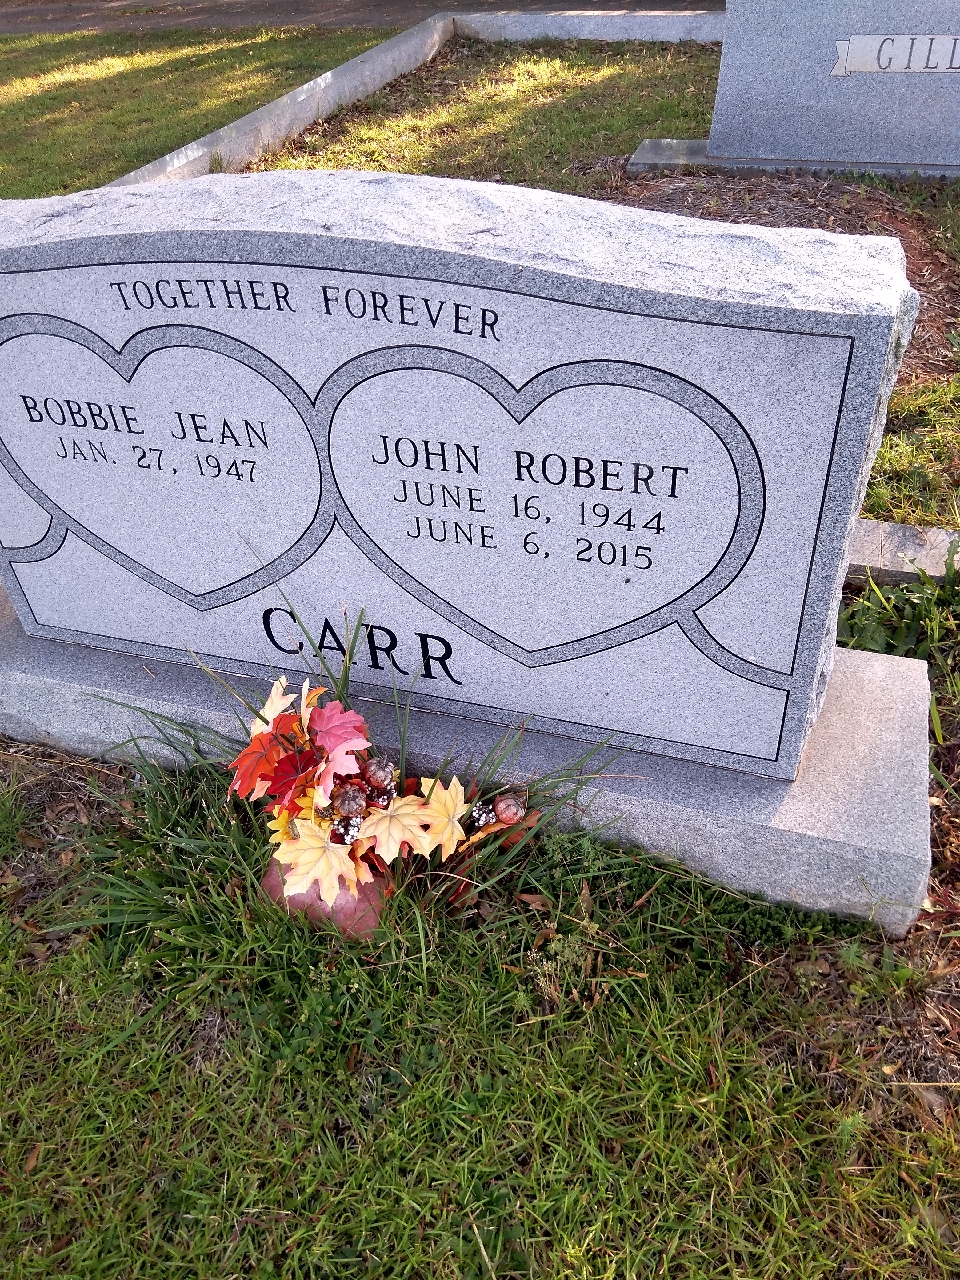 TOGETHER FOREVER
BOBBIE JEAN
JAN. 27, 1947
JOHN ROBERT
JUNE 16, 1944
JUNE 6, 2015
CARR
GILL